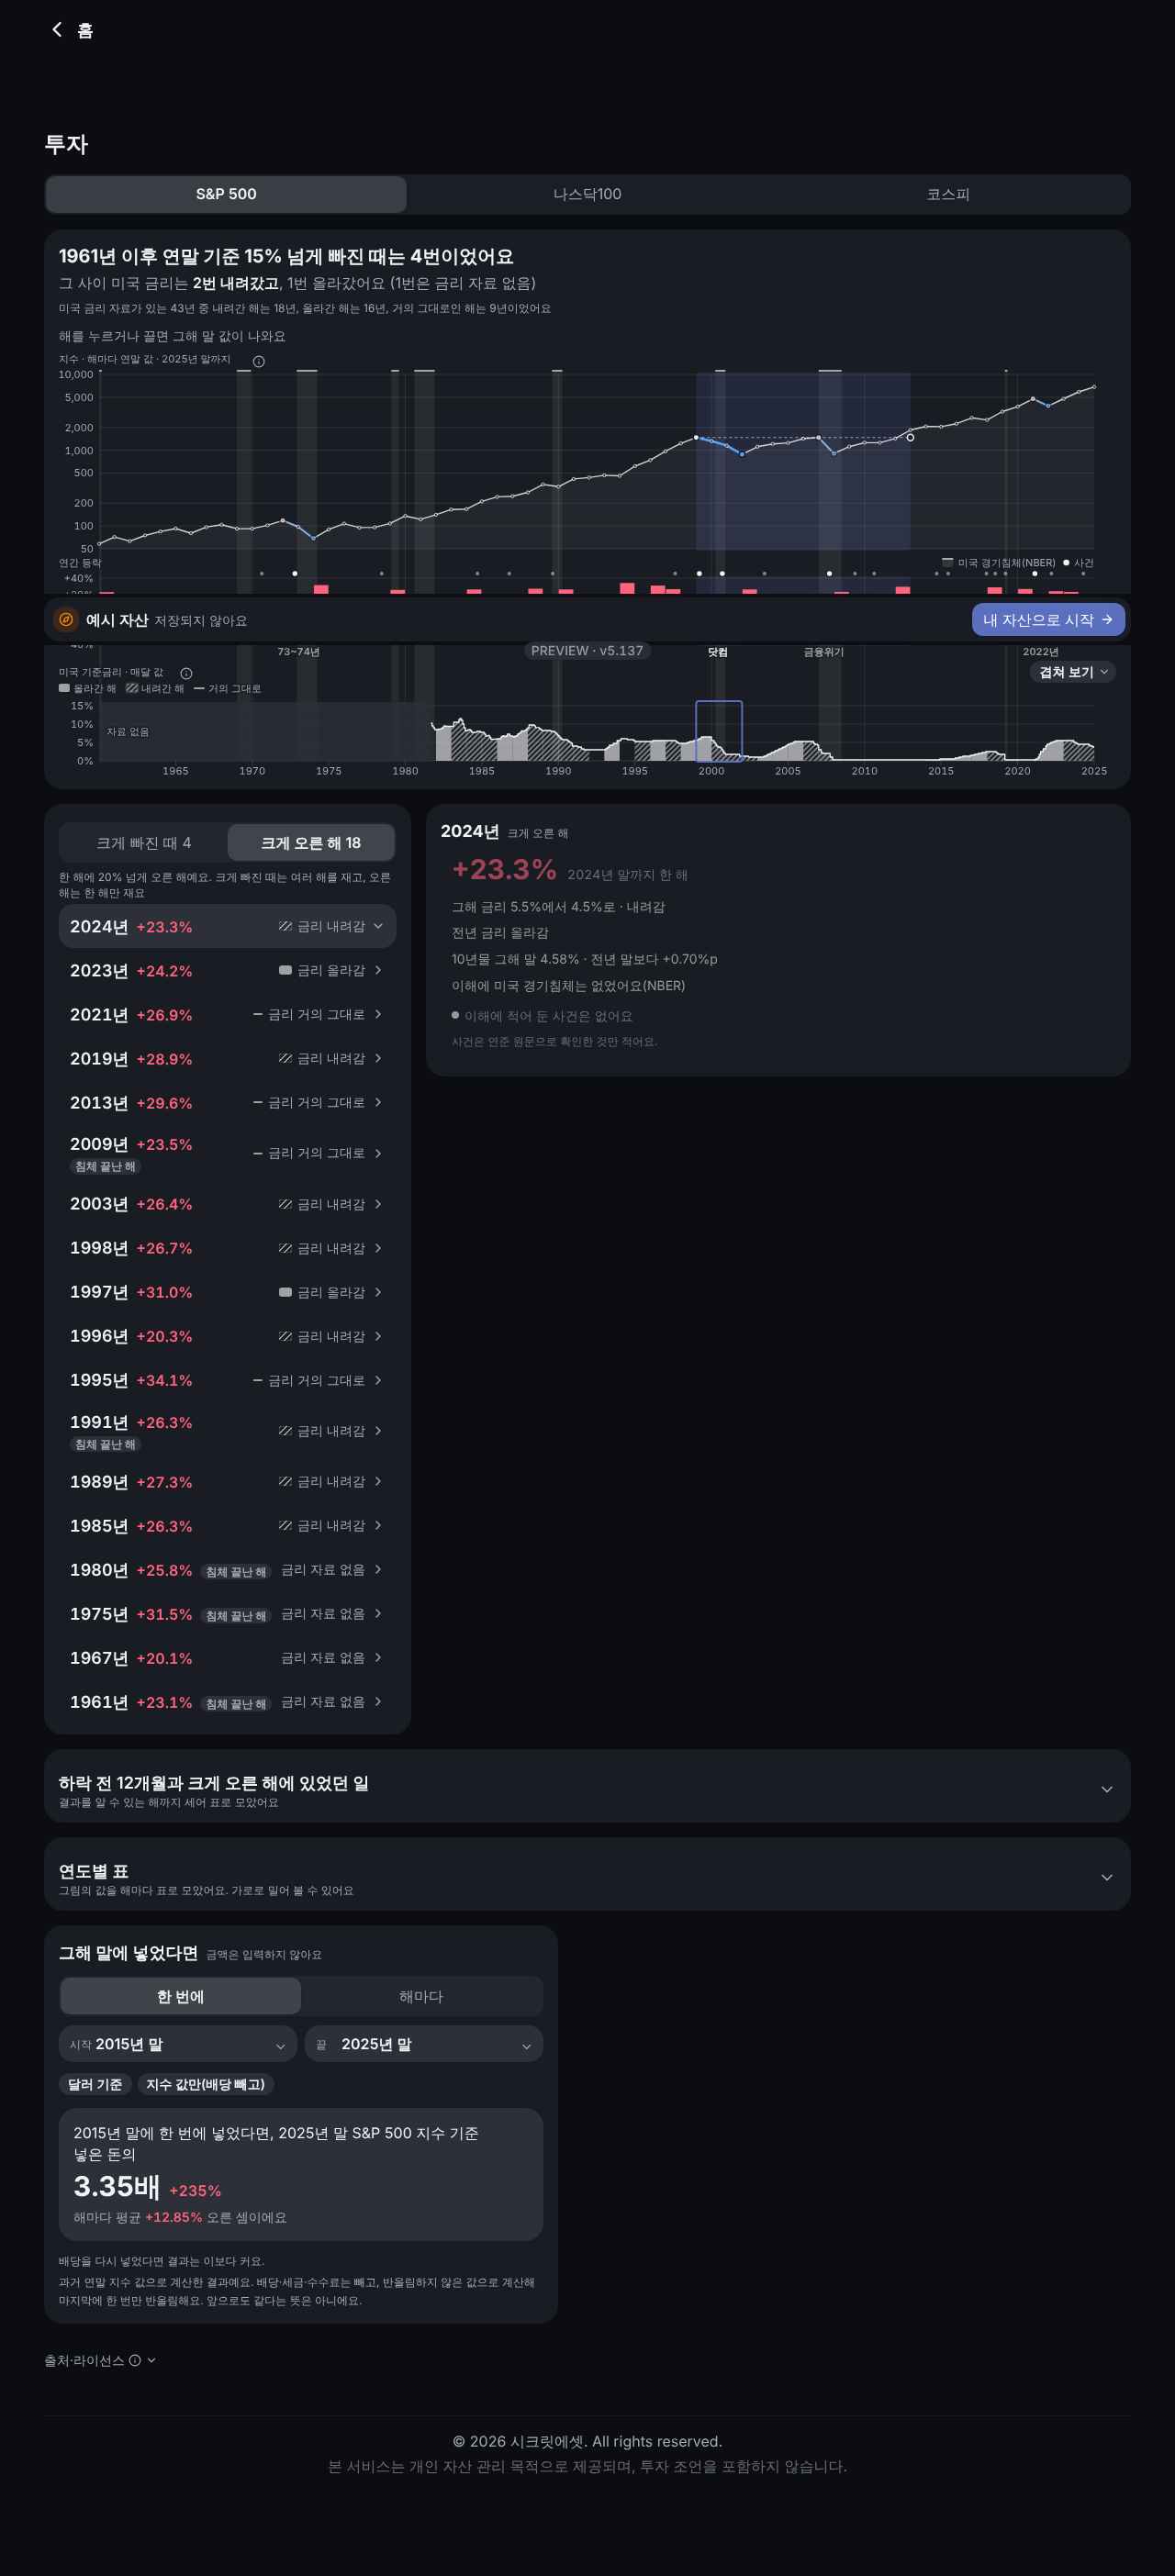 홈
투자
S&P 500
나스닥100
코스피
1961년 이후 연말 기준 15% 넘게 빠진 때는 4번이었어요
그 사이 미국 금리는 2번 내려갔고, 1번 올라갔어요 (1번은 금리 자료 없음)
미국 금리 자료가 있는 43년 중 내려간 해는 18년, 올라간 해는 16년, 거의 그대로인 해는 9년이었어요
해를 누르거나 끌면 그해 말 값이 나와요
지수 · 해마다 연말 값 · 2025년 말까지
10,000
5,000
2,000
1,000
500
200
100
50
연간 등락
미국 경기침체(NBER)
사건
+40%
예시 자산 저장되지 않아요
내 자산으로 시작
73~74년
PREVIEW · v5.137
닷컴
금융위기
2022년
미국 기준금리 · 매달 값
겹쳐 보기
올라간 해
내려간 해
거의 그대로
15%
10%
5%
0%
자료 없음
1965
1970
1975
1980
1985
1990
1995
2000
2005
2010
2015
2020
2025
크게 빠진 때 4
크게 오른 해 18
한 해에 20% 넘게 오른 해예요. 크게 빠진 때는 여러 해를 재고, 오른
해는 한 해만 재요
2024년 +23.3% 금리 내려감
2023년 +24.2% 금리 올라감
2021년 +26.9% 금리 거의 그대로
2019년 +28.9% 금리 내려감
2013년 +29.6% 금리 거의 그대로
2009년 +23.5% 금리 거의 그대로
침체 끝난 해
2003년 +26.4% 금리 내려감
1998년 +26.7% 금리 내려감
1997년 +31.0% 금리 올라감
1996년 +20.3% 금리 내려감
1995년 +34.1% 금리 거의 그대로
1991년 +26.3% 금리 내려감
침체 끝난 해
1989년 +27.3% 금리 내려감
1985년 +26.3% 금리 내려감
1980년 +25.8% 침체 끝난 해 금리 자료 없음
1975년 +31.5% 침체 끝난 해 금리 자료 없음
1967년 +20.1% 금리 자료 없음
1961년 +23.1% 침체 끝난 해 금리 자료 없음
2024년 크게 오른 해
+23.3% 2024년 말까지 한 해
그해 금리 5.5%에서 4.5%로 · 내려감
전년 금리 올라감
10년물 그해 말 4.58% · 전년 말보다 +0.70%p
이해에 미국 경기침체는 없었어요(NBER)
이해에 적어 둔 사건은 없어요
사건은 연준 원문으로 확인한 것만 적어요.
하락 전 12개월과 크게 오른 해에 있었던 일
결과를 알 수 있는 해까지 세어 표로 모았어요
연도별 표
그림의 값을 해마다 표로 모았어요. 가로로 밀어 볼 수 있어요
그해 말에 넣었다면 금액은 입력하지 않아요
한 번에
해마다
시작 2015년 말
끝 2025년 말
달러 기준
지수 값만(배당 빼고)
2015년 말에 한 번에 넣었다면, 2025년 말 S&P 500 지수 기준
넣은 돈의
3.35배 +235%
해마다 평균 +12.85% 오른 셈이에요
배당을 다시 넣었다면 결과는 이보다 커요.
과거 연말 지수 값으로 계산한 결과예요. 배당·세금·수수료는 빼고, 반올림하지 않은 값으로 계산해
마지막에 한 번만 반올림해요. 앞으로도 같다는 뜻은 아니에요.
출처·라이선스
© 2026 시크릿에셋. All rights reserved.
본 서비스는 개인 자산 관리 목적으로 제공되며, 투자 조언을 포함하지 않습니다.